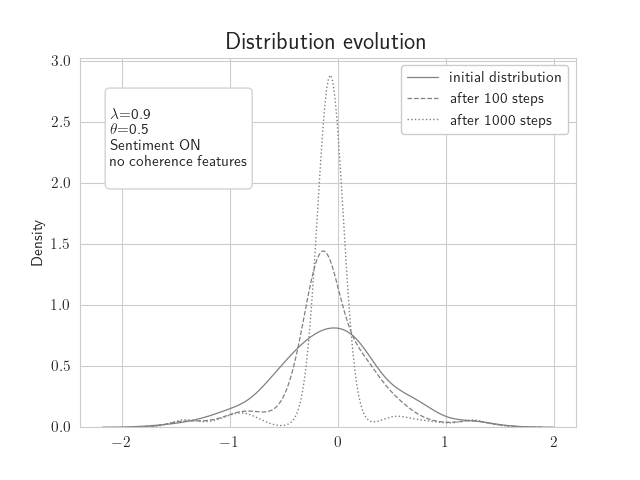 Distribution evolution
3.0
2.5
2.0
1.5
1.0
0.5
0.0
Density
λ=0.9
θ=0.5
Sentiment ON
no coherence features
initial distribution
after 100 steps
after 1000 steps
−2 −1 0 1 2